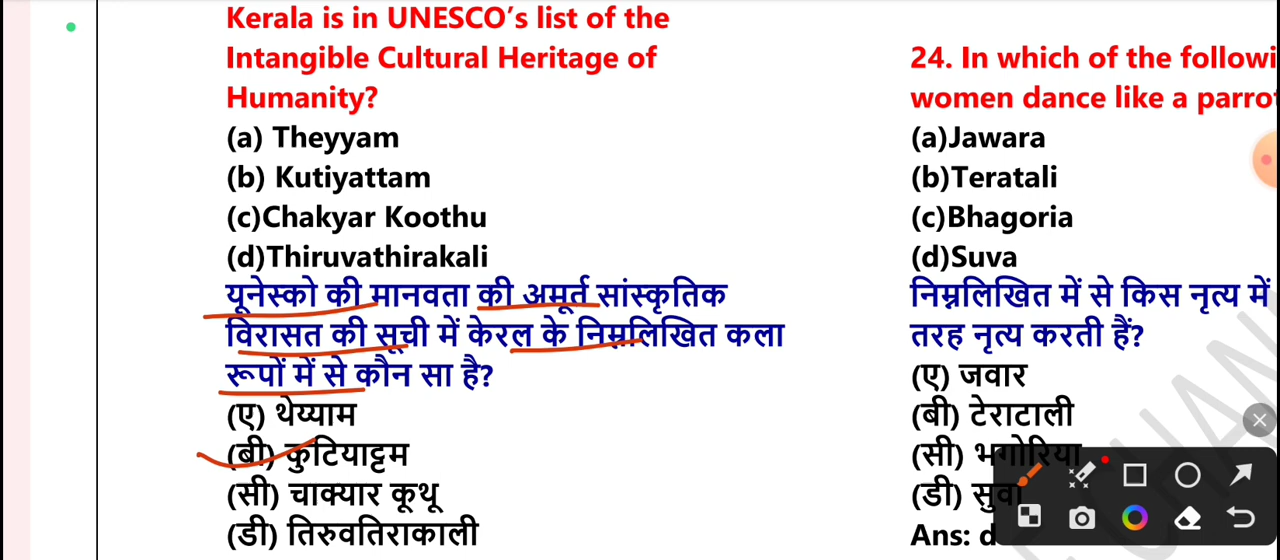 Kerala is in UNESCO’s list of the
Intangible Cultural Heritage of
Humanity?
(a) Theyyam
(b) Kutiyattam
(c)Chakyar Koothu
(d)Thiruvathirakali
यूनेस्को की मानवता की अमूर्त सांस्कृतिक
विरासत की सूची में केरल के निम्नलिखित कला
रूपों में से कौन सा है?
(ए) थेय्याम
(बी) कुटियाट्टम
(सी) चाक्यार कूथू
(डी) तिरुवतिराकाली
24. In which of the followi
women dance like a parro
(a)Jawara
(b)Teratali
(c)Bhagoria
(d)Suva
निम्नलिखित में से किस नृत्य में
तरह नृत्य करती हैं?
(ए) जवार
(बी) टेराटाली
(सी) भगोरिया
(डी) सुवा
Ans: d